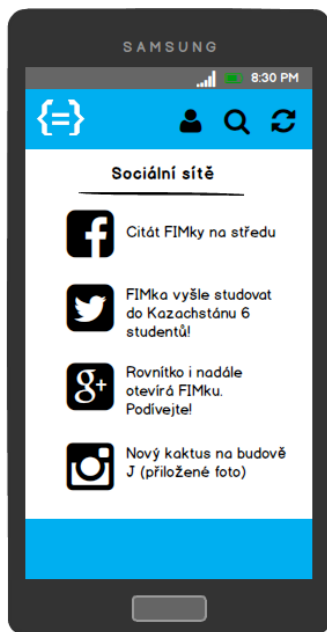 SAMSUNG
8:30 PM
{=}
Sociální sítě
Citát FIMky na středu
FIMka vyšle studovat
do Kazachstánu 6
studentů!
Rovnítko i nadále
otevírá FIMku.
Podívejte!
Nový kaktus na budově
J (přiložené foto)